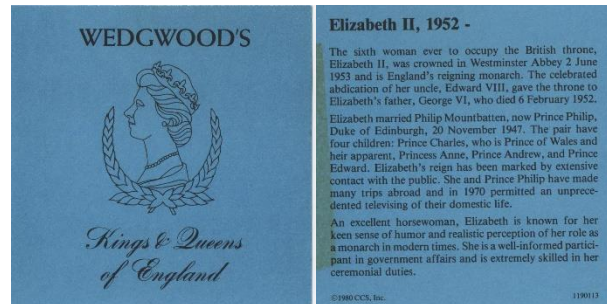 WEDGWOOD'S
Kings & Queens
of England
Elizabeth II, 1952 -
The sixth woman ever to occupy the British throne,
Elizabeth II, was crowned in Westminster Abbey 2 June
1953 and is England's reigning monarch. The celebrated
abdication of her uncle, Edward VIII, gave the throne to
Elizabeth's father, George VI, who died 6 February 1952.
Elizabeth married Philip Mountbatten, now Prince Philip,
Duke of Edinburgh, 20 November 1947. The pair have
four children: Prince Charles, who is Prince of Wales and
heir apparent, Princess Anne, Prince Andrew, and Prince
Edward. Elizabeth's reign has been marked by extensive
contact with the public. She and Prince Philip have made
many trips abroad and in 1970 permitted an unprece-
dented televising of their domestic life.
An excellent horsewoman, Elizabeth is known for her
keen sense of humor and realistic perception of her role as
a monarch in modern times. She is a well-informed partici-
pant in government affairs and is extremely skilled in her
ceremonial duties.
©1980 CCS, Inc. 1190113